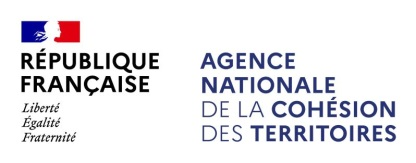 RÉPUBLIQUE
FRANÇAISE
Liberté
Égalité
Fraternité
AGENCE
NATIONALE
DE LA COHÉSION
DES TERRITOIRES